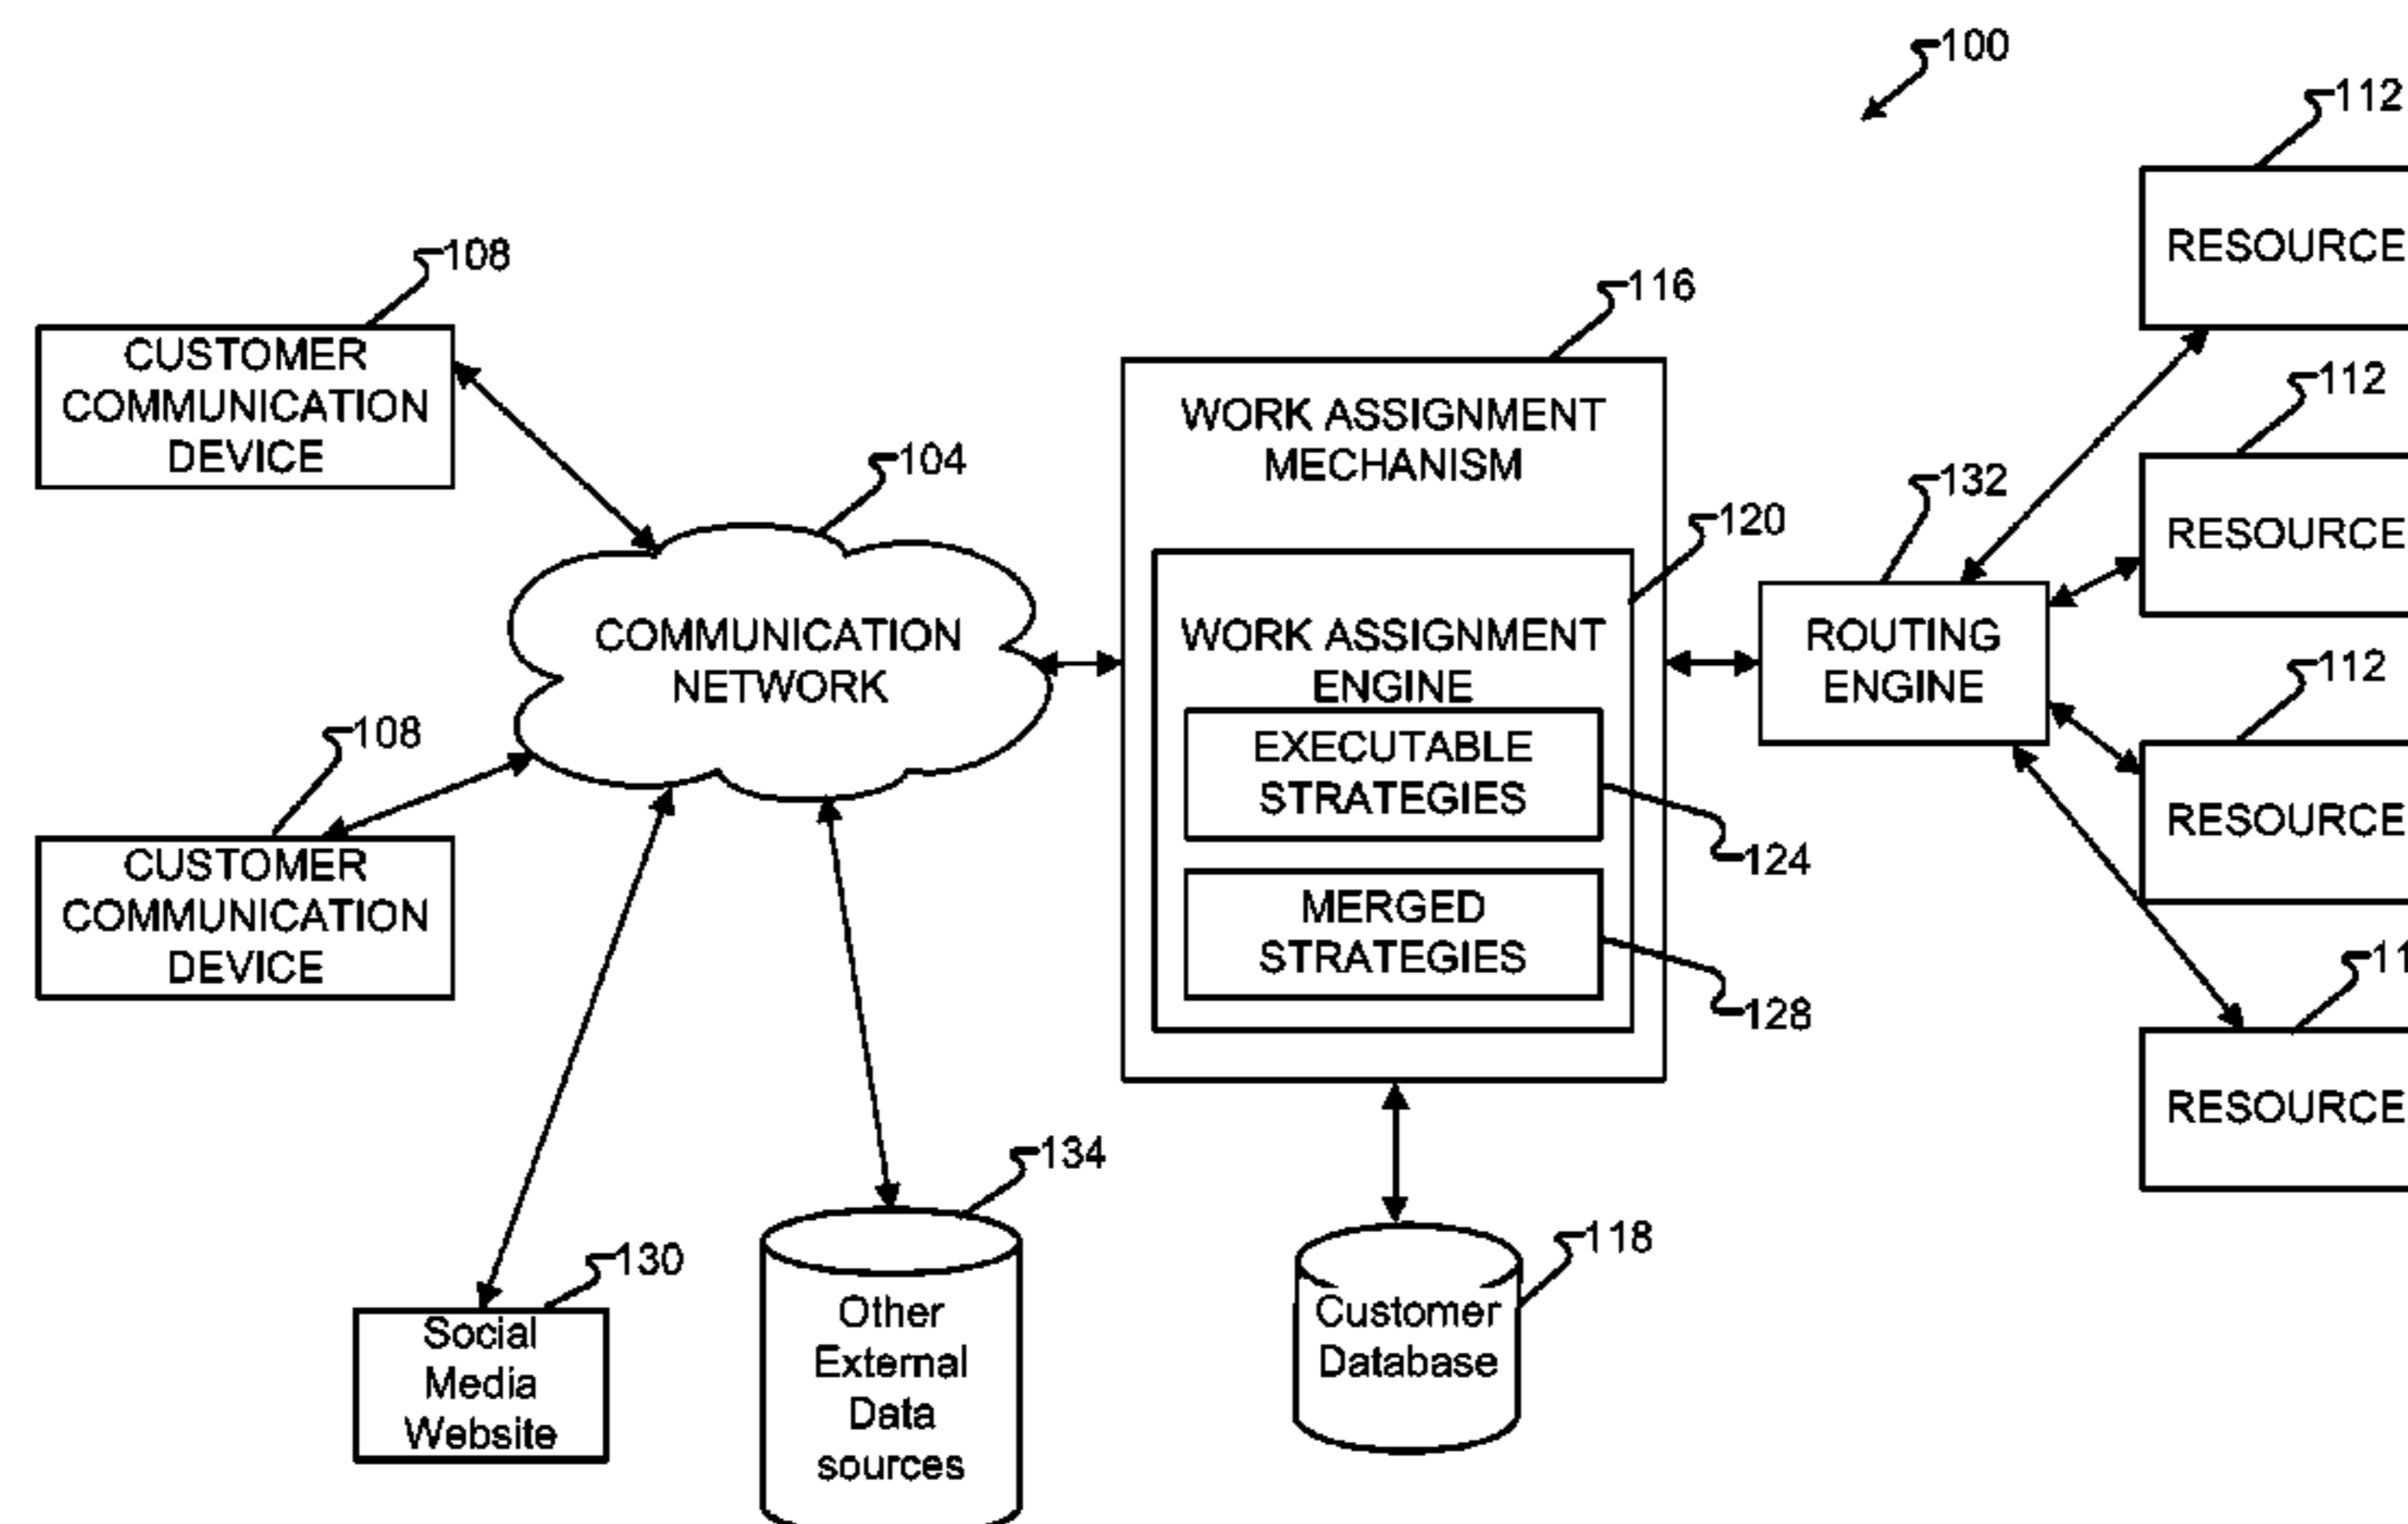 100
112
RESOURCE
108
CUSTOMER
COMMUNICATION
DEVICE
116
WORK ASSIGNMENT
MECHANISM
112
RESOURCE
104
COMMUNICATION
NETWORK
120
WORK ASSIGNMENT
ENGINE
132
ROUTING
ENGINE
112
RESOURCE
108
CUSTOMER
COMMUNICATION
DEVICE
EXECUTABLE
STRATEGIES
124
MERGED
STRATEGIES
128
RESOURCE
134
Other
External
Data
sources
118
Customer
Database
130
Social
Media
Website